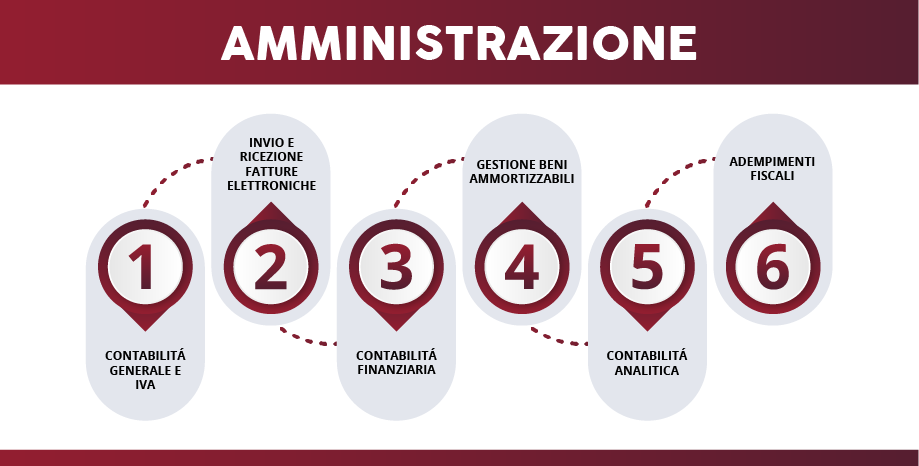 AMMINISTRAZIONE
1
CONTABILITÁ
GENERALE E
IVA
INVIO E
RICEZIONE
FATTURE
ELETTRONICHE
2
3
CONTABILITÁ
FINANZIARIA
GESTIONE BENI
AMMORTIZZABILI
4
5
CONTABILITÁ
ANALITICA
ADEMPIMENTI
FISCALI
6